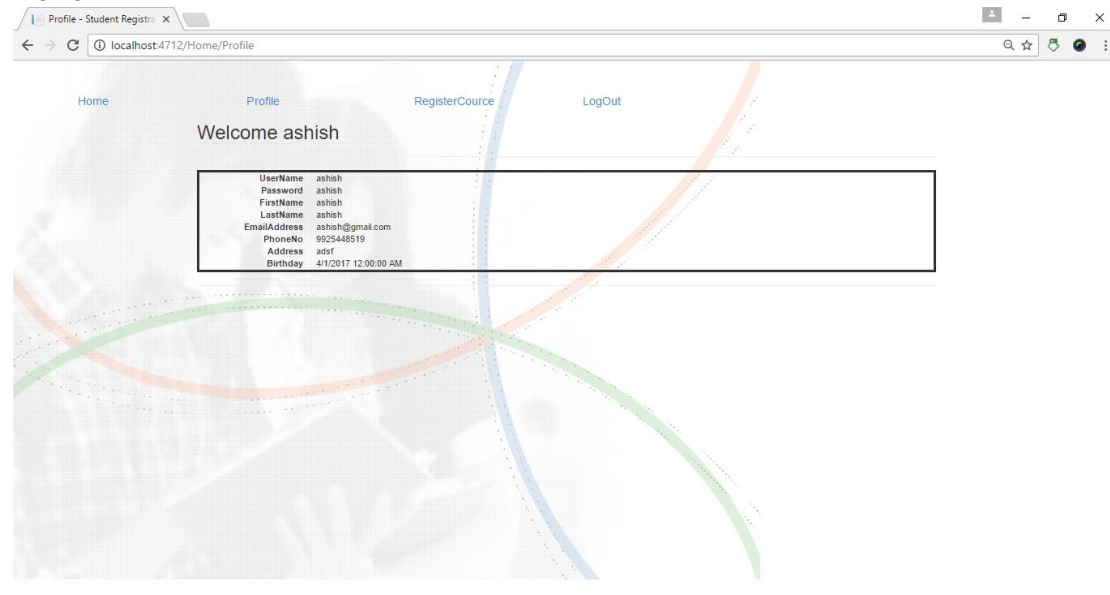 Profile - Student Registra
localhost:4712/Home/Profile
Home Profile RegisterCource LogOut
Welcome ashish
UserName ashish
Password ashish
FirstName ashish
LastName ashish
EmailAddress ashish@gmail.com
PhoneNo 9925448519
Address adsf
Birthday 4/1/2017 12:00:00 AM